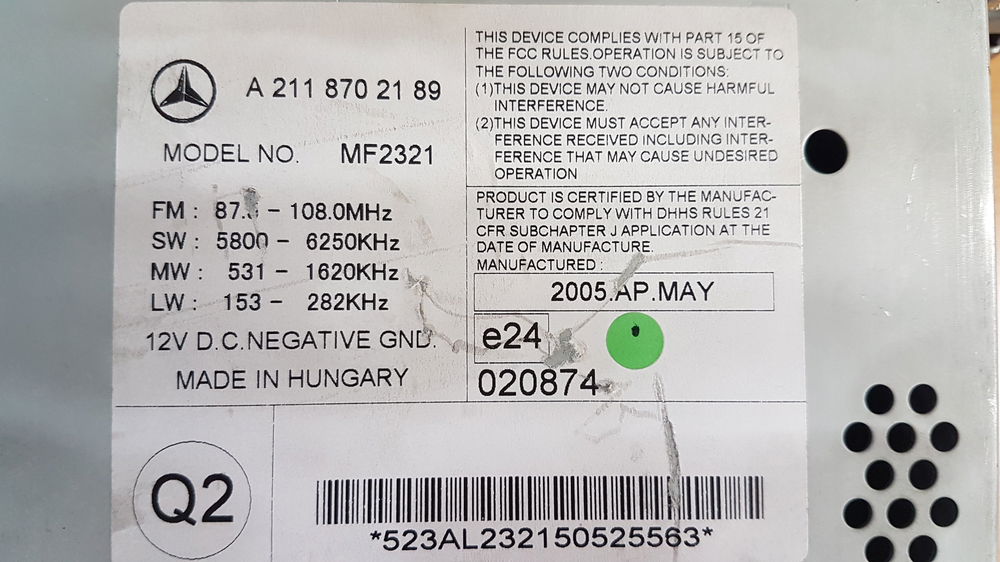 A 211 870 2189
MODEL NO. MF2321
FM : - 108.0MHz
SW : 5800 - 6250KHz
MW : 531 - 1620KHz
LW : 153 - 282KHz
12V D.C.NEGATIVE GND.
MADE IN HUNGARY
THIS DEVICE COMPLIES WITH PART 15 OF
THE FCC RULES.OPERATION IS SUBJECT TO
THE FOLLOWING TWO CONDITIONS:
(1)THIS DEVICE MAY NOT CAUSE HARMFUL
INTERFERENCE.
(2)THIS DEVICE MUST ACCEPT ANY INTER-
FERENCE RECEIVED INCLUDING INTER-
FERENCE THAT MAY CAUSE UNDESIRED
OPERATION
PRODUCT IS CERTIFIED BY THE MANUFAC-
TURER TO COMPLY WITH DHHS RULES 21
CFR SUBCHAPTER J APPLICATION AT THE
DATE OF MANUFACTURE.
MANUFACTURED :
2005.AP.MAY
e24
020874
Q2
*523AL232150525563*